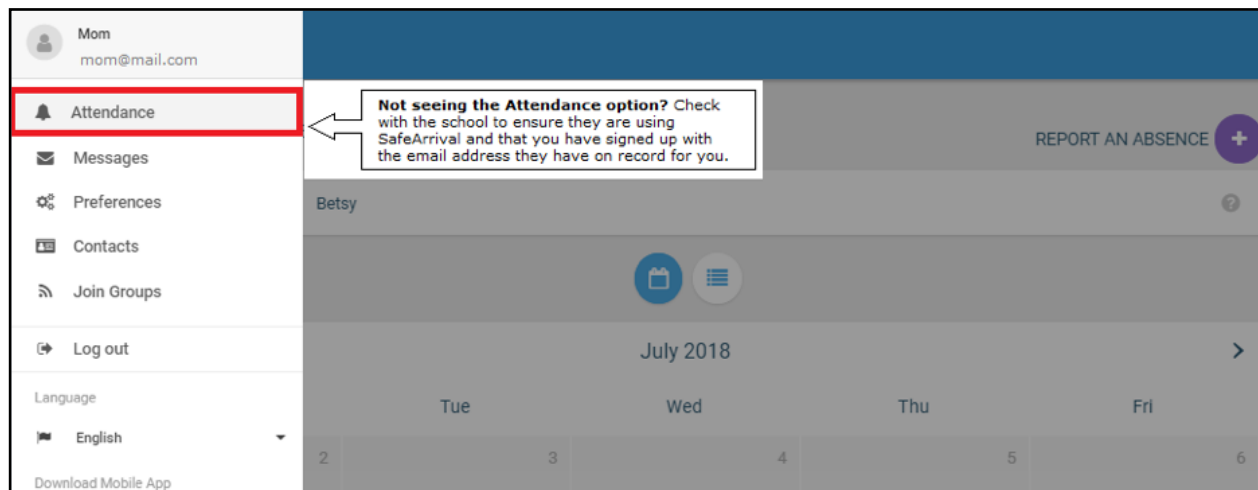 Mom
mom@mail.com
Attendance
Messages
Preferences
Contacts
Join Groups
Log out
Language
English
Download Mobile App
Not seeing the Attendance option? Check
with the school to ensure they are using
SafeArrival and that you have signed up with
the email address they have on record for you.
REPORT AN ABSENCE
Betsy
July 2018
Tue Wed Thu Fri
2 3 4 5 6